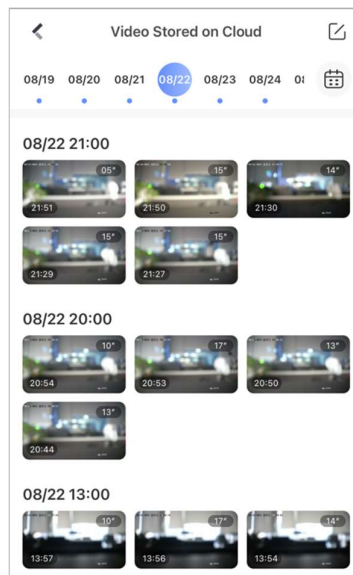 Video Stored on Cloud
08/19 08/20 08/21 08/22 08/23 08/24 08
08/22 21:00
05" 15" 14"
21:51 21:50 21:30
15" 15"
21:29 21:27
08/22 20:00
10" 17" 13"
20:54 20:53 20:50
13"
20:44
08/22 13:00
10" 17" 14"
13:57 13:56 13:54